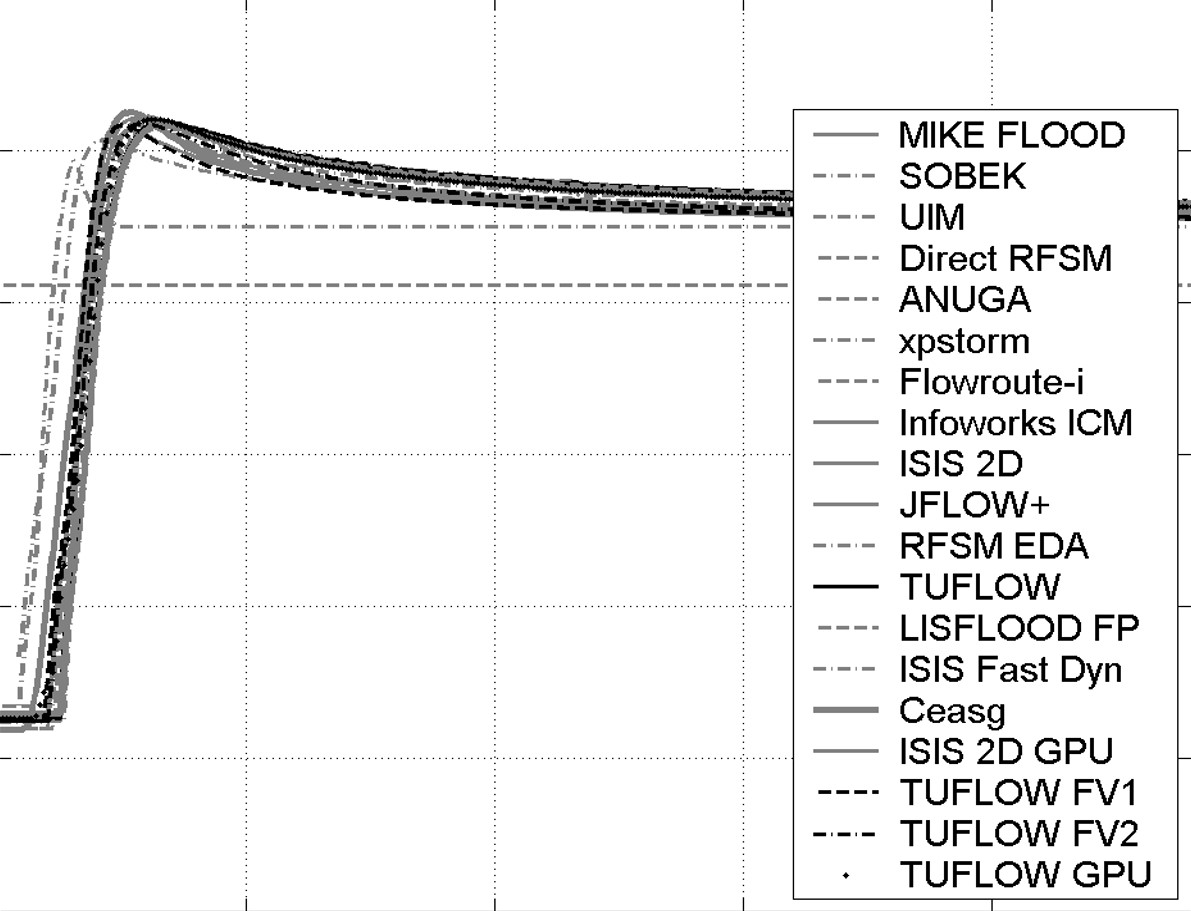 MIKE FLOOD
SOBEK
UIM
Direct RFSM
ANUGA
xpstorm
Flowroute-i
Infoworks ICM
ISIS 2D
JFLOW+
RFSM EDA
TUFLOW
LISFLOOD FP
ISIS Fast Dyn
Ceasg
ISIS 2D GPU
TUFLOW FV1
TUFLOW FV2
TUFLOW GPU